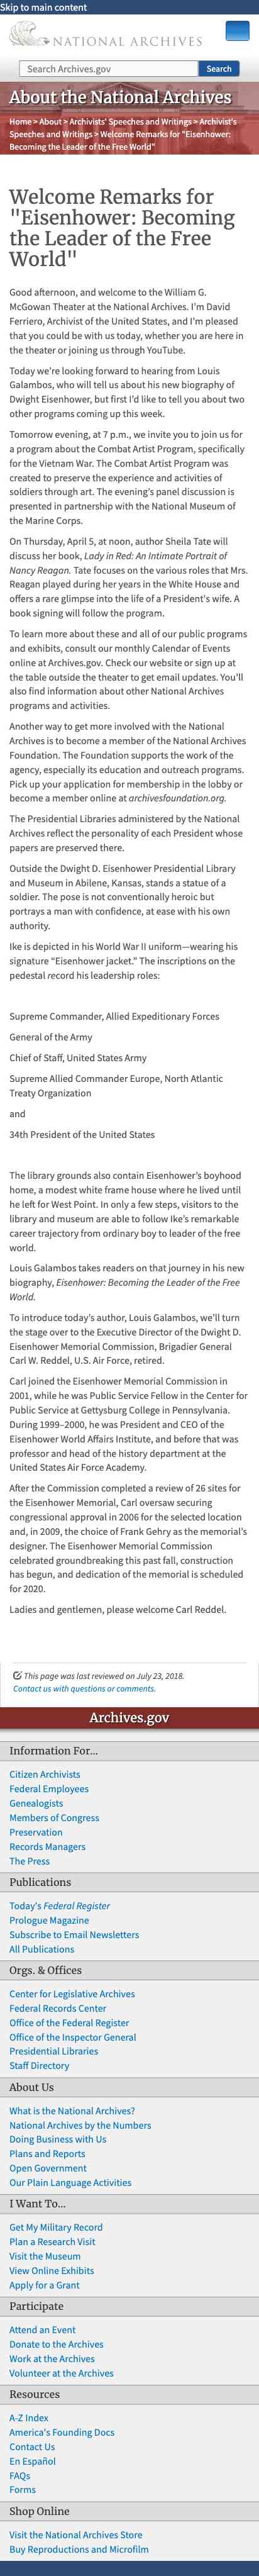 Skip to main content
NATIONAL ARCHIVES
Search Archives.gov
Search
About the National Archives
Home > About > Archivists' Speeches and Writings > Archivist's
Speeches and Writings > Welcome Remarks for "Eisenhower:
Becoming the Leader of the Free World"
Welcome Remarks for
"Eisenhower: Becoming
the Leader of the Free
World"
Good afternoon, and welcome to the William G.
McGowan Theater at the National Archives. I'm David
Ferriero, Archivist of the United States, and I'm pleased
that you could be with us today, whether you are here in
the theater or joining us through YouTube.
Today we're looking forward to hearing from Louis
Galambos, who will tell us about his new biography of
Dwight Eisenhower, but first I'd like to tell you about two
other programs coming up this week.
Tomorrow evening, at 7 p.m., we invite you to join us for
a program about the Combat Artist Program, specifically
for the Vietnam War. The Combat Artist Program was
created to preserve the experience and activities of
soldiers through art. The evening's panel discussion is
presented in partnership with the National Museum of
the Marine Corps.
On Thursday, April 5, at noon, author Sheila Tate will
discuss her book, Lady in Red: An Intimate Portrait of
Nancy Reagan. Tate focuses on the various roles that Mrs.
Reagan played during her years in the White House and
offers a rare glimpse into the life of a President's wife. A
book signing will follow the program.
To learn more about these and all of our public programs
and exhibits, consult our monthly Calendar of Events
online at Archives.gov. Check our website or sign up at
the table outside the theater to get email updates. You'll
also find information about other National Archives
programs and activities.
Another way to get more involved with the National
Archives is to become a member of the National Archives
Foundation. The Foundation supports the work of the
agency, especially its education and outreach programs.
Pick up your application for membership in the lobby or
become a member online at archivesfoundation.org.
The Presidential Libraries administered by the National
Archives reflect the personality of each President whose
papers are preserved there.
Outside the Dwight D. Eisenhower Presidential Library
and Museum in Abilene, Kansas, stands a statue of a
soldier. The pose is not conventionally heroic but
portrays a man with confidence, at ease with his own
authority.
Ike is depicted in his World War II uniform—wearing his
signature "Eisenhower jacket." The inscriptions on the
pedestal record his leadership roles:
Supreme Commander, Allied Expeditionary Forces
General of the Army
Chief of Staff, United States Army
Supreme Allied Commander Europe, North Atlantic
Treaty Organization
and
34th President of the United States
The library grounds also contain Eisenhower's boyhood
home, a modest white frame house where he lived until
he left for West Point. In only a few steps, visitors to the
library and museum are able to follow Ike's remarkable
career trajectory from ordinary boy to leader of the free
world.
Louis Galambos takes readers on that journey in his new
biography, Eisenhower: Becoming the Leader of the Free
World.
To introduce today's author, Louis Galambos, we'll turn
the stage over to the Executive Director of the Dwight D.
Eisenhower Memorial Commission, Brigadier General
Carl W. Reddel, U.S. Air Force, retired.
Carl joined the Eisenhower Memorial Commission in
2001, while he was Public Service Fellow in the Center for
Public Service at Gettysburg College in Pennsylvania.
During 1999–2000, he was President and CEO of the
Eisenhower World Affairs Institute, and before that was
professor and head of the history department at the
United States Air Force Academy.
After the Commission completed a review of 26 sites for
the Eisenhower Memorial, Carl oversaw securing
congressional approval in 2006 for the selected location
and, in 2009, the choice of Frank Gehry as the memorial's
designer. The Eisenhower Memorial Commission
celebrated groundbreaking this past fall, construction
has begun, and dedication of the memorial is scheduled
for 2020.
Ladies and gentlemen, please welcome Carl Reddel.
This page was last reviewed on July 23, 2018.
Contact us with questions or comments.
Archives.gov
Information For…
Citizen Archivists
Federal Employees
Genealogists
Members of Congress
Preservation
Records Managers
The Press
Publications
Today's Federal Register
Prologue Magazine
Subscribe to Email Newsletters
All Publications
Orgs. & Offices
Center for Legislative Archives
Federal Records Center
Office of the Federal Register
Office of the Inspector General
Presidential Libraries
Staff Directory
About Us
What is the National Archives?
National Archives by the Numbers
Doing Business with Us
Plans and Reports
Open Government
Our Plain Language Activities
I Want To…
Get My Military Record
Plan a Research Visit
Visit the Museum
View Online Exhibits
Apply for a Grant
Participate
Attend an Event
Donate to the Archives
Work at the Archives
Volunteer at the Archives
Resources
A-Z Index
America's Founding Docs
Contact Us
En Español
FAQs
Forms
Shop Online
Visit the National Archives Store
Buy Reproductions and Microfilm